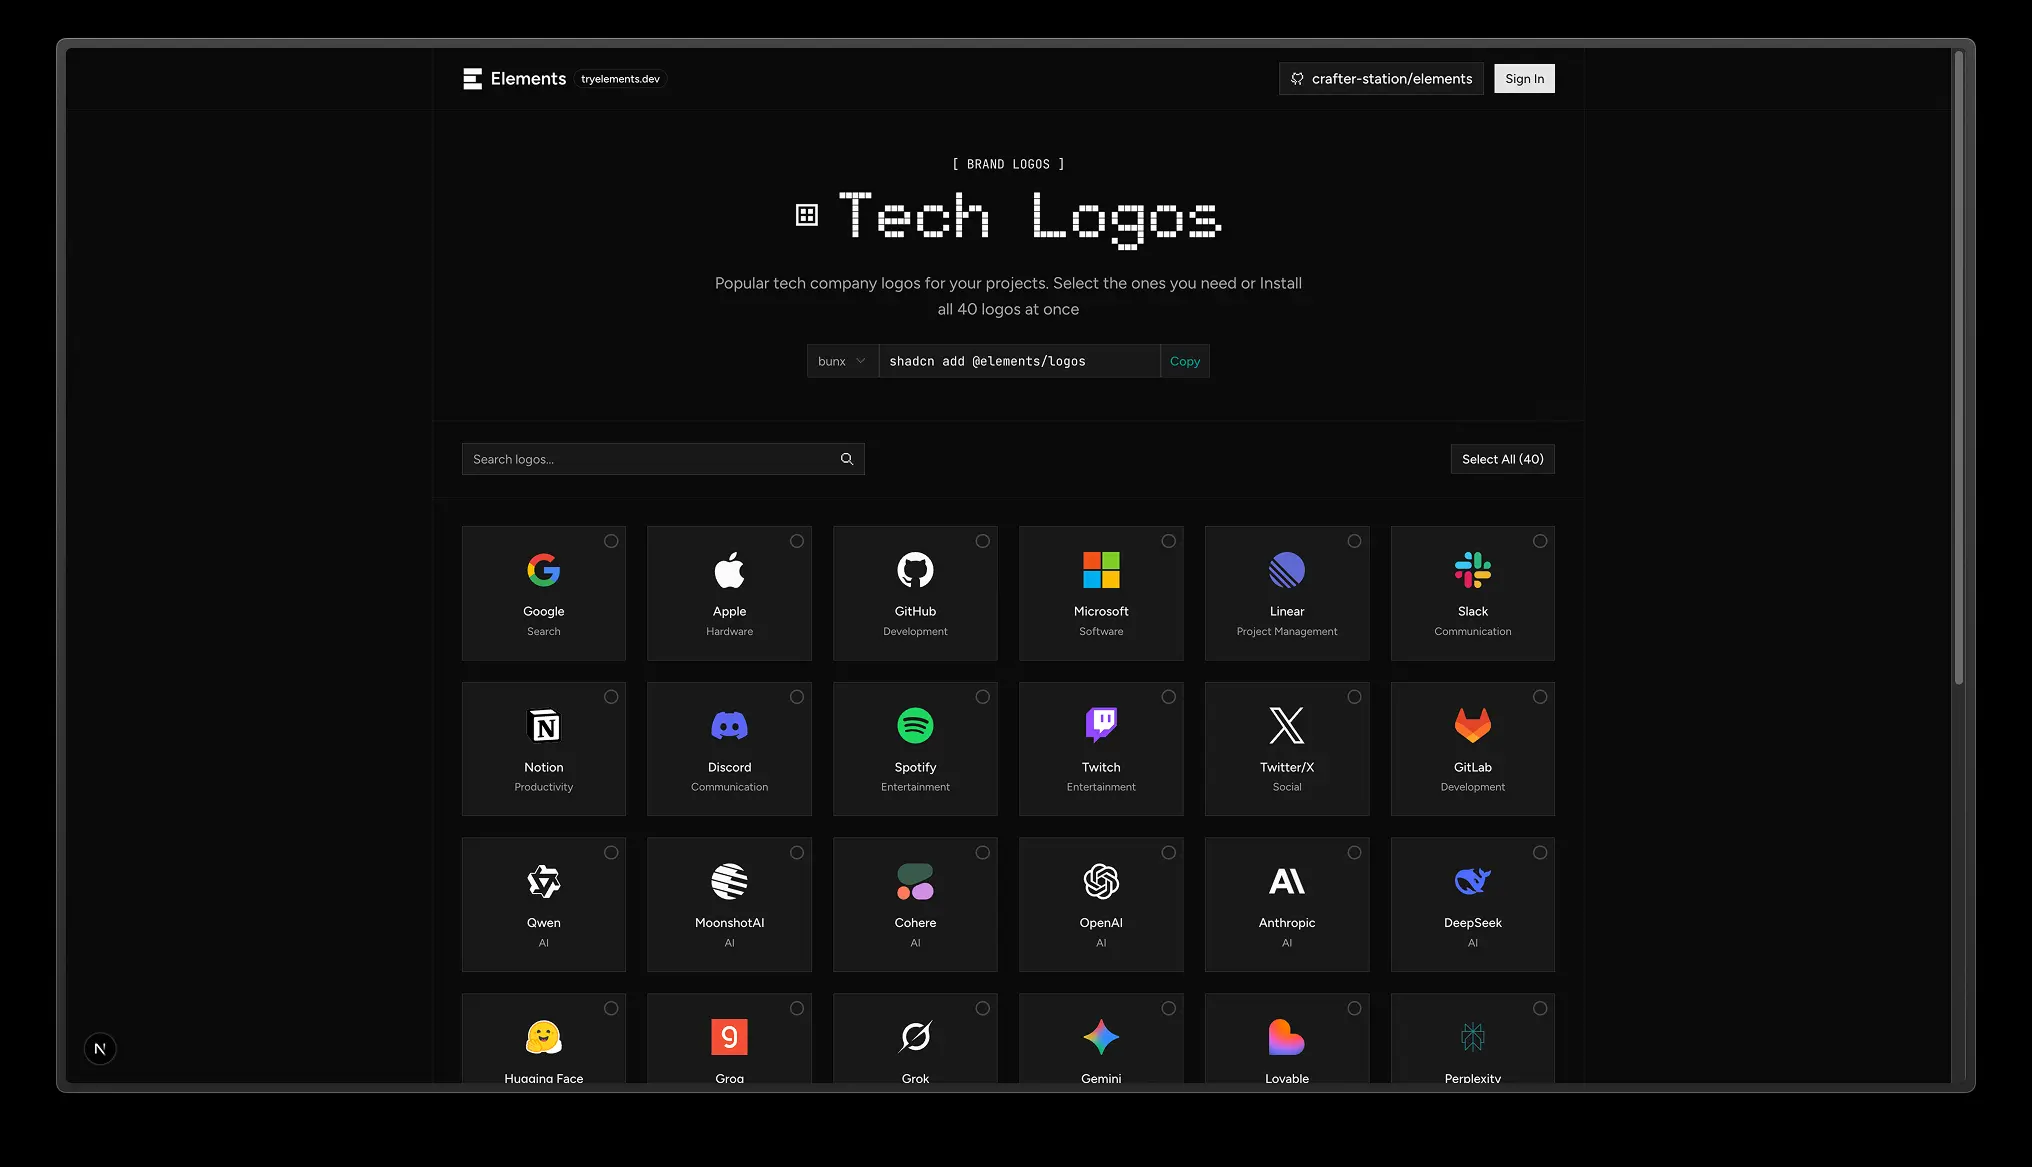 Elements tryelements.dev
crafter-station/elements
Sign In
[ BRAND LOGOS ]
Tech Logos
Popular tech company logos for your projects. Select the ones you need or Install
all 40 logos at once
bunx shadcn add @elements/logos Copy
Search logos...
Select All (40)
Google
Search
Apple
Hardware
GitHub
Development
Microsoft
Software
Linear
Project Management
Slack
Communication
Notion
Productivity
Discord
Communication
Spotify
Entertainment
Twitch
Entertainment
Twitter/X
Social
GitLab
Development
Qwen
AI
MoonshotAI
AI
Cohere
AI
OpenAI
AI
Anthropic
AI
DeepSeek
AI
Hugging Face
Groq
Grok
Gemini
Lovable
Perplexity
N